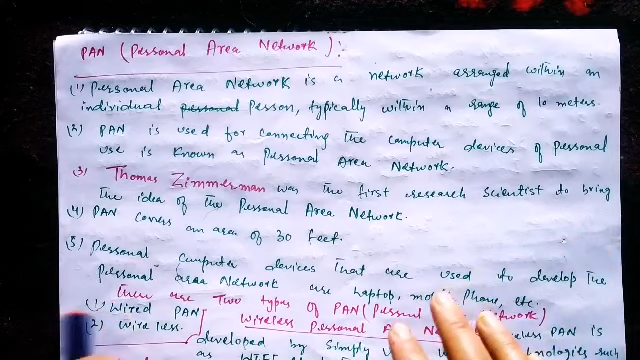 PAN (Personal Area Network):-
(1) Personal Area Network is a network arranged within an
individual personal Person, typically within a range of 10 meters.
(2) PAN is used for connecting the computer devices of personal
use is known as Personal Area Network.
(3) Thomas Zimmerman was the first research scientist to bring
the idea of the Personal Area Network.
(4) PAN covers an area of 30 feet.
(5) Personal computer devices that are used to develop the
personal area Network are laptop, mobile Phone, etc.
There are Two types of PAN (Personal Network)
(1) Wired PAN
(2) Wireless.
Wireless Personal A N PAN is
developed by simply
as WIFI